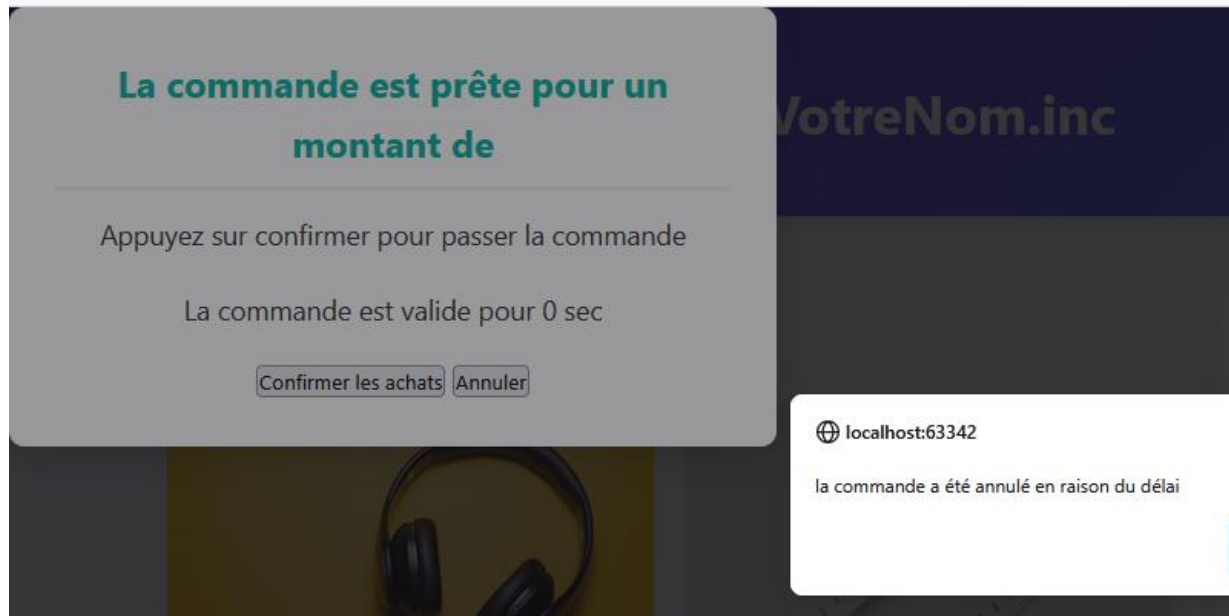 La commande est prête pour un
montant de
VotreNom.inc
Appuyez sur confirmer pour passer la commande
La commande est valide pour 0 sec
Confirmer les achats Annuler
localhost:63342
la commande a été annulé en raison du délai